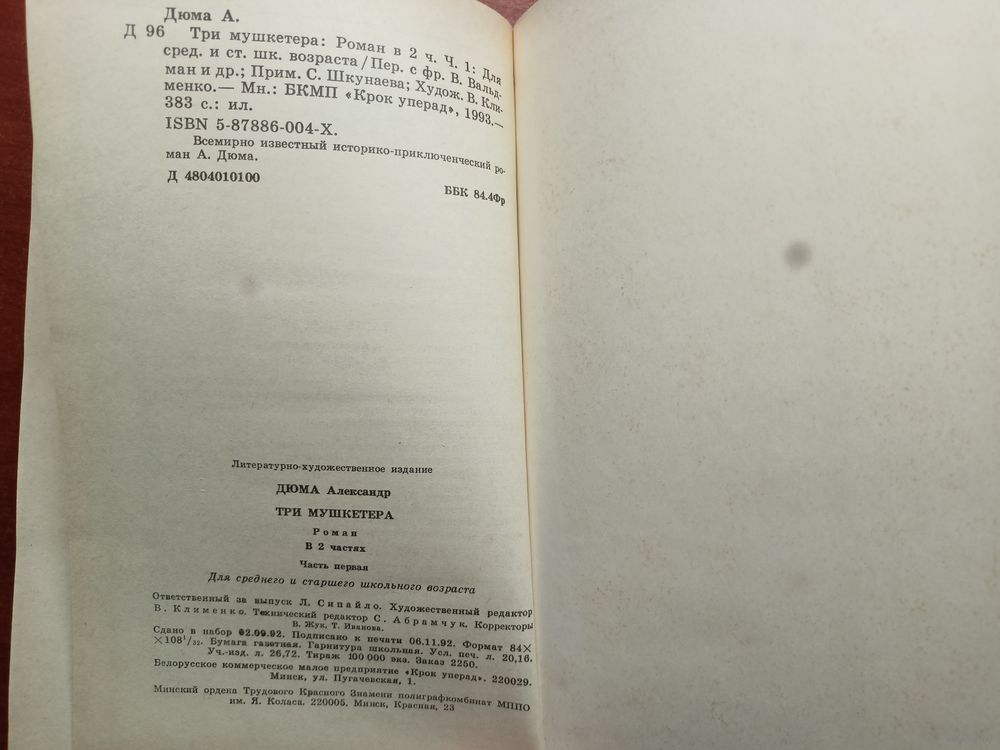 Дюма А.
Д 96 Три мушкетера: Роман в 2 ч. Ч. 1: Для
сред. и ст. шк. возраста / Пер. с фр. В. Вальд-
ман и др.; Прим. С. Шкунаева; Худож. В. Кли-
менко.— Мн.: БКМП «Крок уперад», 1993.—
383 с.: ил.
ISBN 5-87886-004-X.
Всемирно известный историко-приключенческий ро-
ман А. Дюма.
Д 4804010100
ББК 84.4Фр
Литературно-художественное издание
ДЮМА Александр
ТРИ МУШКЕТЕРА
Роман
В 2 частях
Часть первая
Для среднего и старшего школьного возраста
Ответственный за выпуск Л. Сипайло. Художественный редактор
В. Клименко. Технический редактор С. Абрамчук. Корректоры
В. Жук, Т. Иванова.
Сдано в набор 02.09.92. Подписано к печати 06.11.92. Формат 84×
×108¹/₃₂. Бумага газетная. Гарнитура школьная. Усл. печ. л. 20,16.
Уч.-изд. л. 26,72. Тираж 100 000 экз. Заказ 2250.
Белорусское коммерческое малое предприятие «Крок уперад». 220029.
Минск, ул. Пугачевская, 1.
Минский ордена Трудового Красного Знамени полиграфкомбинат МППО
им. Я. Коласа. 220005. Минск, Красная, 23